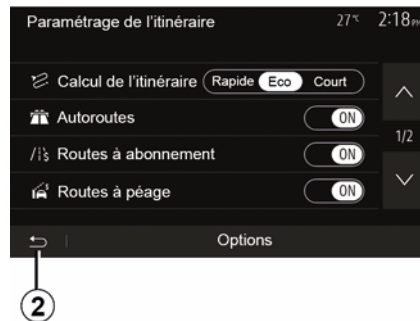 Paramétrage de l'itinéraire 27℃ 2:18PM
Calcul de l'itinéraire Rapide Eco Court
Autoroutes ON
1/2
Routes à abonnement ON
Routes à péage ON
Options
2